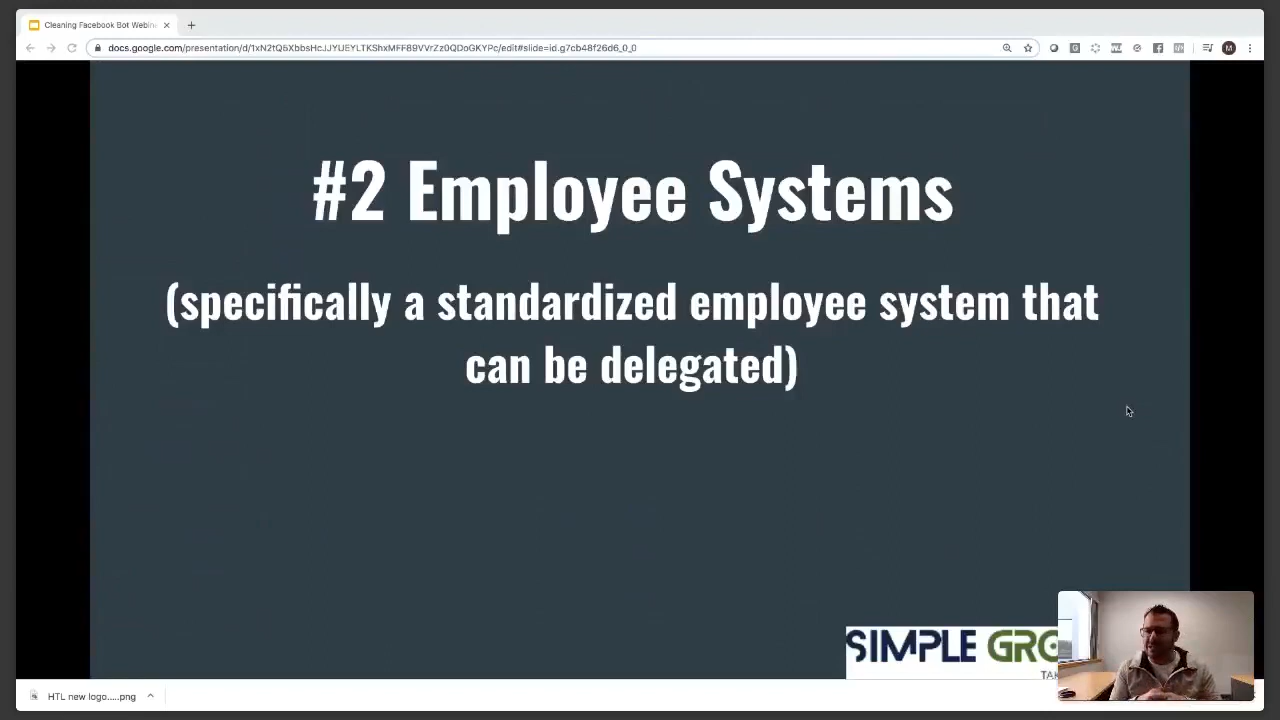 Cleaning Facebook Bot Webin
docs.google.com/presentation/d/1xN2tQ5XbbsHcJJYUEYLTKShxMFF89VVrZz0QDoGKYPc/edit#slide=id.g7cb48f26d6_0_0
M
#2 Employee Systems
(specifically a standardized employee system that
can be delegated)
SIMPLE GRO
TAK
HTL new logo.....png